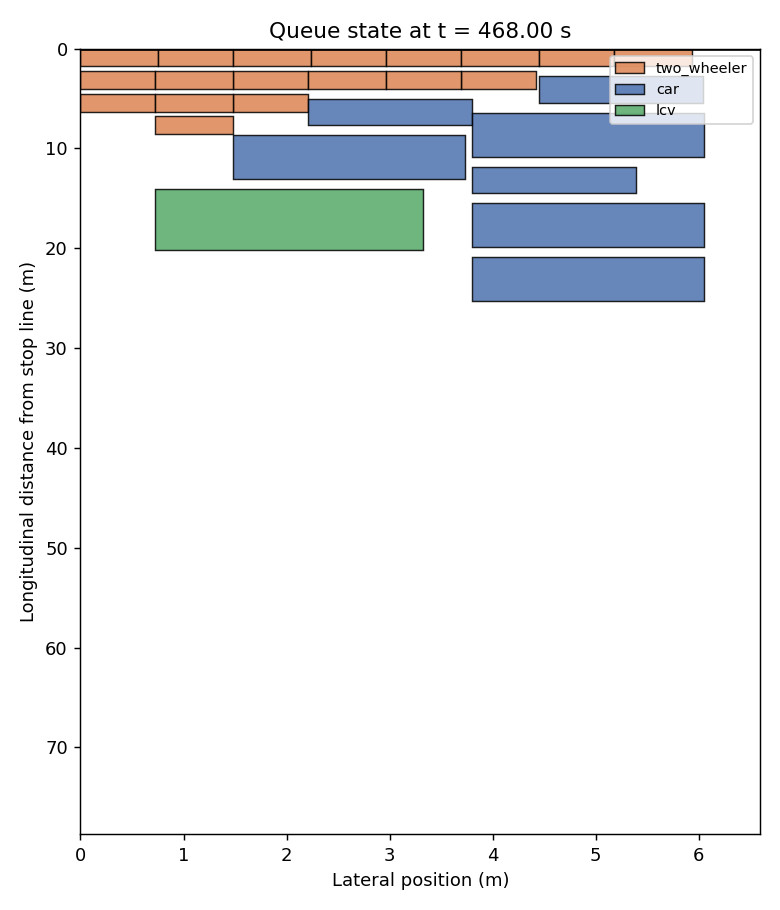 Queue state at t = 468.00 s
two_wheeler
car
lcv
0
10
20
30
40
50
60
70
Longitudinal distance from stop line (m)
0 1 2 3 4 5 6
Lateral position (m)